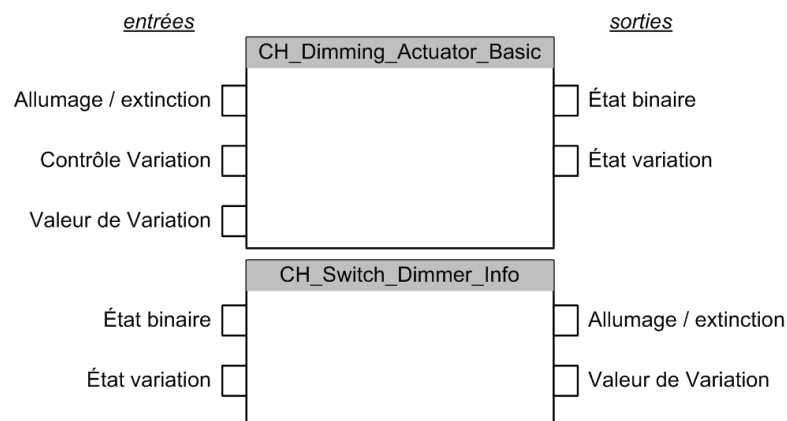 entrées
sorties
CH_Dimming_Actuator_Basic
Allumage / extinction
État binaire
Contrôle Variation
État variation
Valeur de Variation
CH_Switch_Dimmer_Info
État binaire
Allumage / extinction
État variation
Valeur de Variation